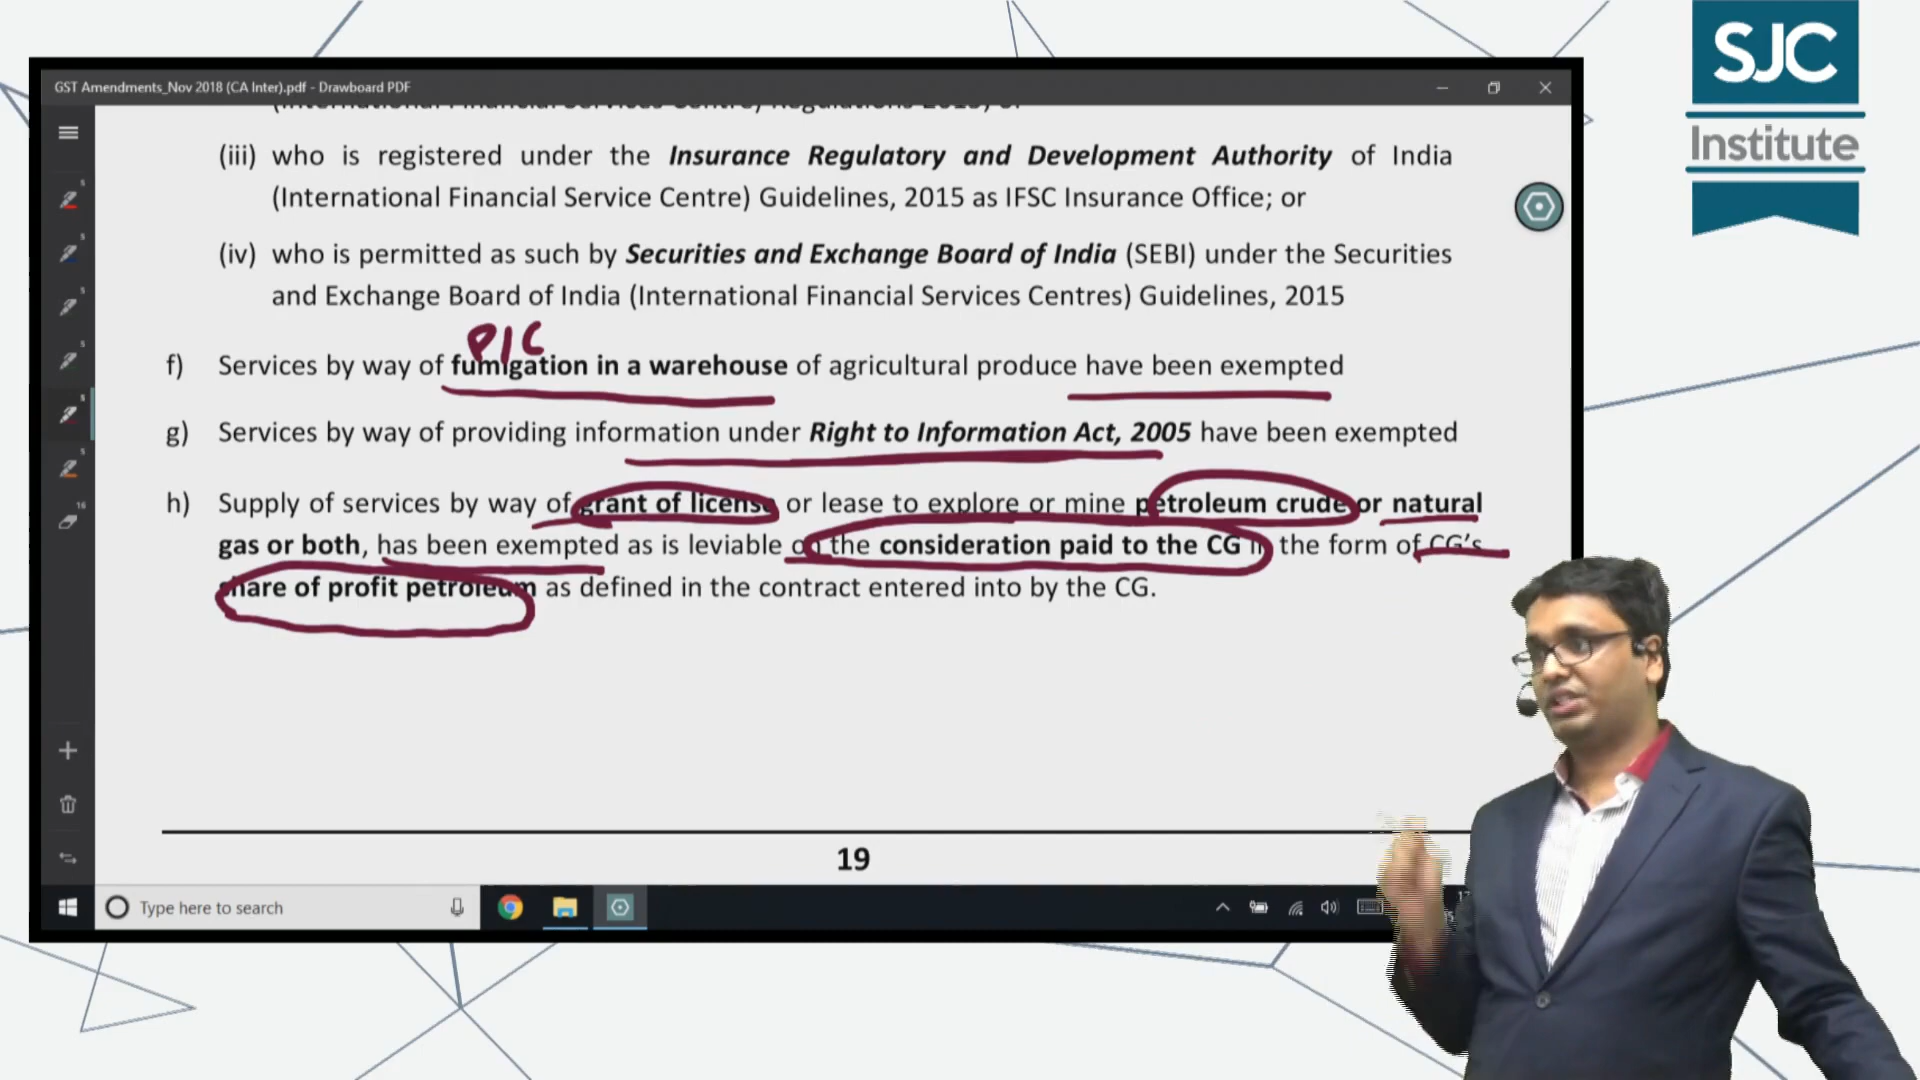 GST Amendments_Nov 2018 (CA Inter).pdf - Drawboard PDF
SJC
Institute
(iii) who is registered under the Insurance Regulatory and Development Authority of India
(International Financial Service Centre) Guidelines, 2015 as IFSC Insurance Office; or
(iv) who is permitted as such by Securities and Exchange Board of India (SEBI) under the Securities
and Exchange Board of India (International Financial Services Centres) Guidelines, 2015
P/C
f) Services by way of fumigation in a warehouse of agricultural produce have been exempted
g) Services by way of providing information under Right to Information Act, 2005 have been exempted
h) Supply of services by way of grant of license or lease to explore or mine petroleum crude or natural
gas or both, has been exempted as is leviable on the consideration paid to the CG in the form of CG's
share of profit petroleum as defined in the contract entered into by the CG.
19
Type here to search